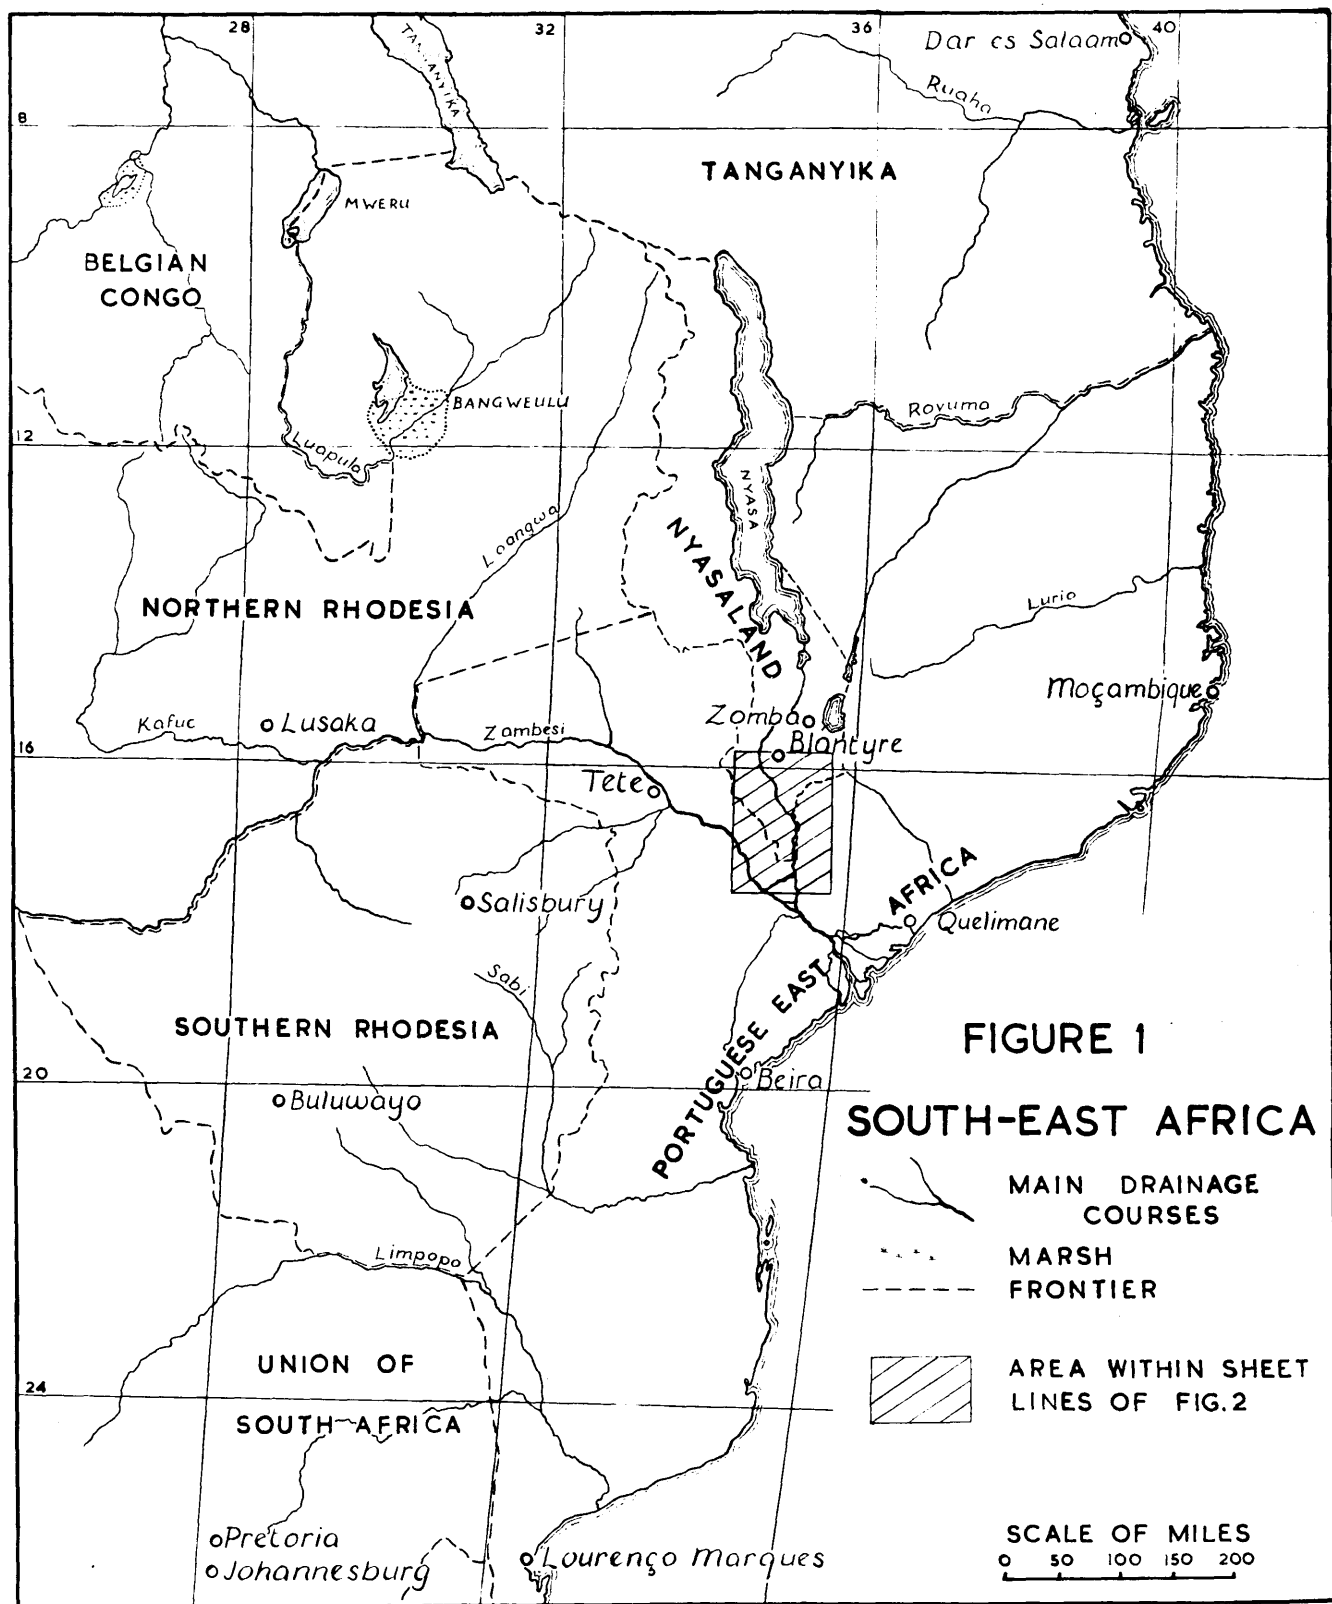 28
32
36
40
Dar es Salaam
TANGANYIKA
Ruaha
8
TANGANYIKA
MWERU
BELGIAN
CONGO
BANGWEULU
Rovuma
12
Luapula
NYASA
Loangwa
NYASALAND
NORTHERN RHODESIA
Lurio
Moçambique
Kafue
Lusaka
Zambesi
Zomba
Blantyre
16
Tete
Salisbury
AFRICA
Quelimane
Sabi
PORTUGUESE EAST
SOUTHERN RHODESIA
FIGURE 1
20
Beira
Buluwayo
SOUTH-EAST AFRICA
MAIN DRAINAGE
COURSES
Limpopo
MARSH
FRONTIER
UNION OF
AREA WITHIN SHEET
24
LINES OF FIG.2
SOUTH AFRICA
Pretoria
SCALE OF MILES
Lourenço Marques
Johannesburg
0 50 100 150 200